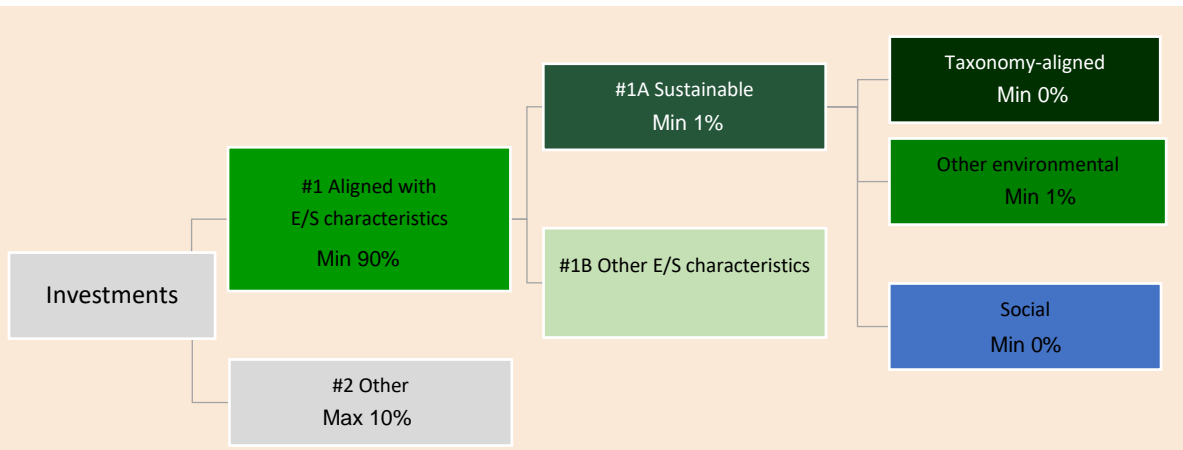 Investments
#1 Aligned with
E/S characteristics
Min 90%
#2 Other
Max 10%
#1A Sustainable
Min 1%
#1B Other E/S characteristics
Taxonomy-aligned
Min 0%
Other environmental
Min 1%
Social
Min 0%